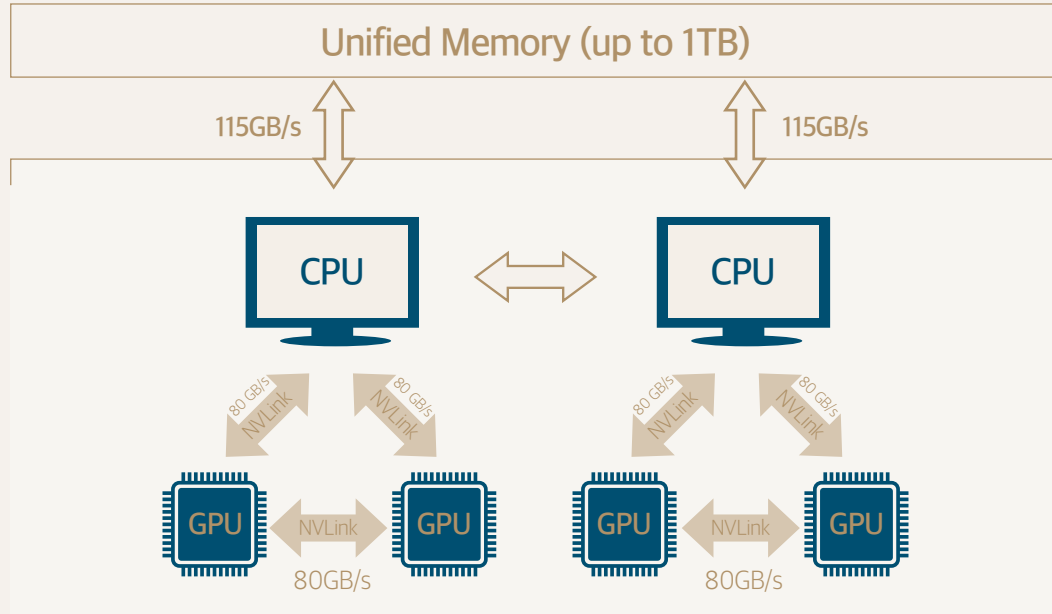 Unified Memory (up to 1TB)
115GB/s
115GB/s
CPU
CPU
80 GB/s
NVLink
80 GB/s
NVLink
80 GB/s
NVLink
80 GB/s
NVLink
GPU
NVLink
GPU
GPU
NVLink
GPU
80GB/s
80GB/s